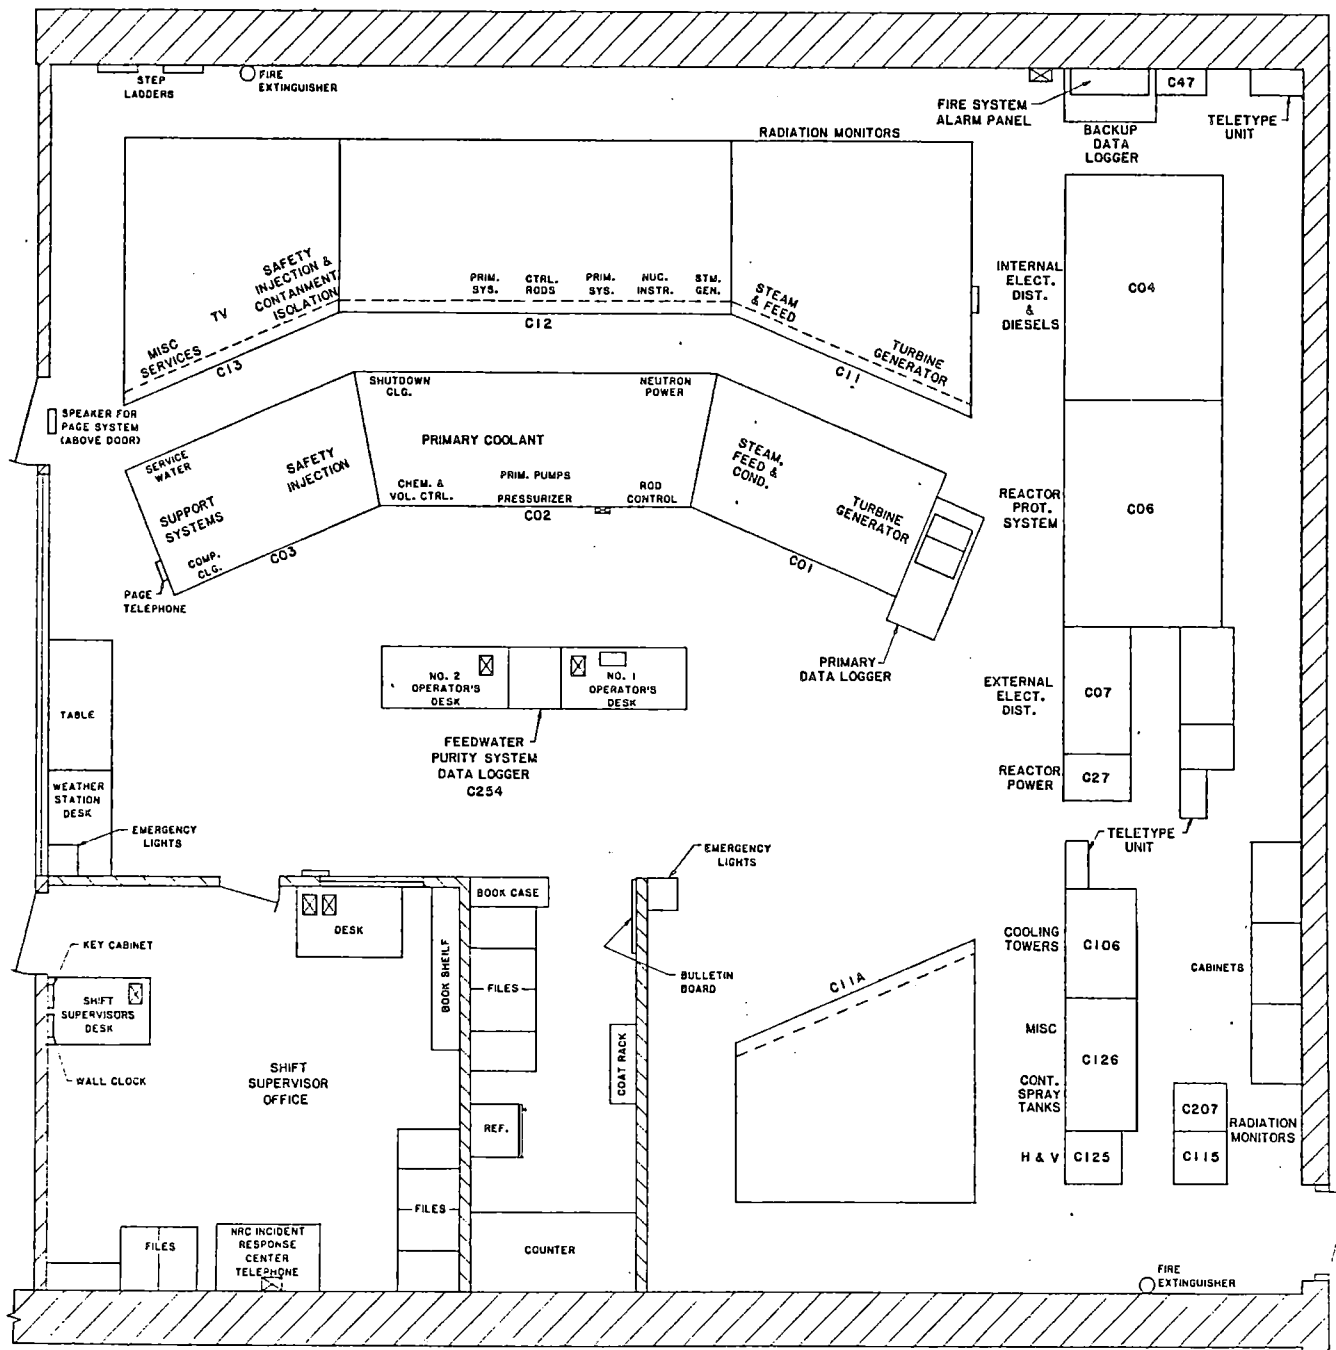 STEP
LADDERS
FIRE
EXTINGUISHER
FIRE SYSTEM
ALARM PANEL
C47
BACKUP
DATA
LOGGER
TELETYPE
UNIT
RADIATION MONITORS
SAFETY
INJECTION &
CONTANMENT
ISOLATION
TV
MISC
SERVICES
C13
PRIM.
SYS.
CTRL.
RODS
PRIM.
SYS.
NUC.
INSTR.
STM.
GEN.
C12
STEAM
& FEED
TURBINE
GENERATOR
C11
INTERNAL
ELECT.
DIST.
&
DIESELS
C04
SPEAKER FOR
PAGE SYSTEM
(ABOVE DOOR)
SERVICE
WATER
SAFETY
INJECTION
SUPPORT
SYSTEMS
COMP.
CLG.
C03
PAGE
TELEPHONE
SHUTDOWN
CLG.
NEUTRON
POWER
PRIMARY COOLANT
PRIM. PUMPS
CHEM. &
VOL. CTRL.
PRESSURIZER
ROD
CONTROL
C02
STEAM,
FEED &
COND.
TURBINE
GENERATOR
C01
PRIMARY
DATA LOGGER
REACTOR
PROT.
SYSTEM
C06
NO. 2
OPERATOR'S
DESK
NO. 1
OPERATOR'S
DESK
FEEDWATER
PURITY SYSTEM
DATA LOGGER
C254
EXTERNAL
ELECT.
DIST.
C07
REACTOR
POWER
C27
TELETYPE
UNIT
TABLE
WEATHER
STATION
DESK
EMERGENCY
LIGHTS
EMERGENCY
LIGHTS
BOOK CASE
DESK
BOOK SHELF
FILES
BULLETIN
BOARD
COAT RACK
KEY CABINET
SHIFT
SUPERVISORS
DESK
WALL CLOCK
SHIFT
SUPERVISOR
OFFICE
REF.
FILES
FILES
NRC INCIDENT
RESPONSE
CENTER
TELEPHONE
COUNTER
C11A
COOLING
TOWERS
C106
CABINETS
MISC
C126
CONT.
SPRAY
TANKS
C207
RADIATION
MONITORS
H & V
C125
C115
FIRE
EXTINGUISHER